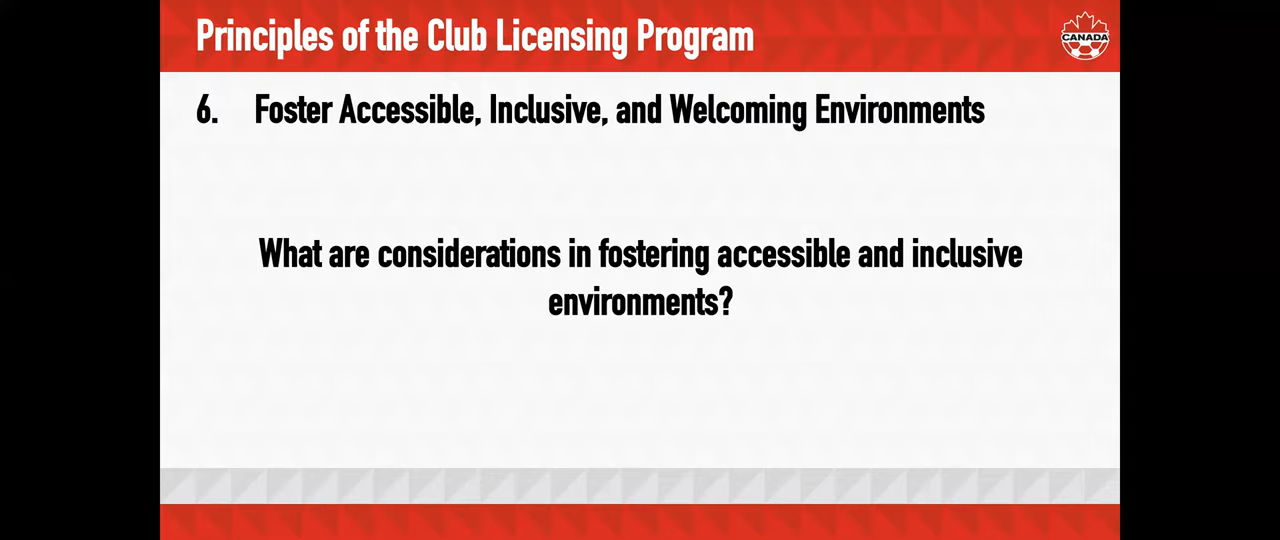 Principles of the Club Licensing Program
CANADA
6. Foster Accessible, Inclusive, and Welcoming Environments
What are considerations in fostering accessible and inclusive
environments?